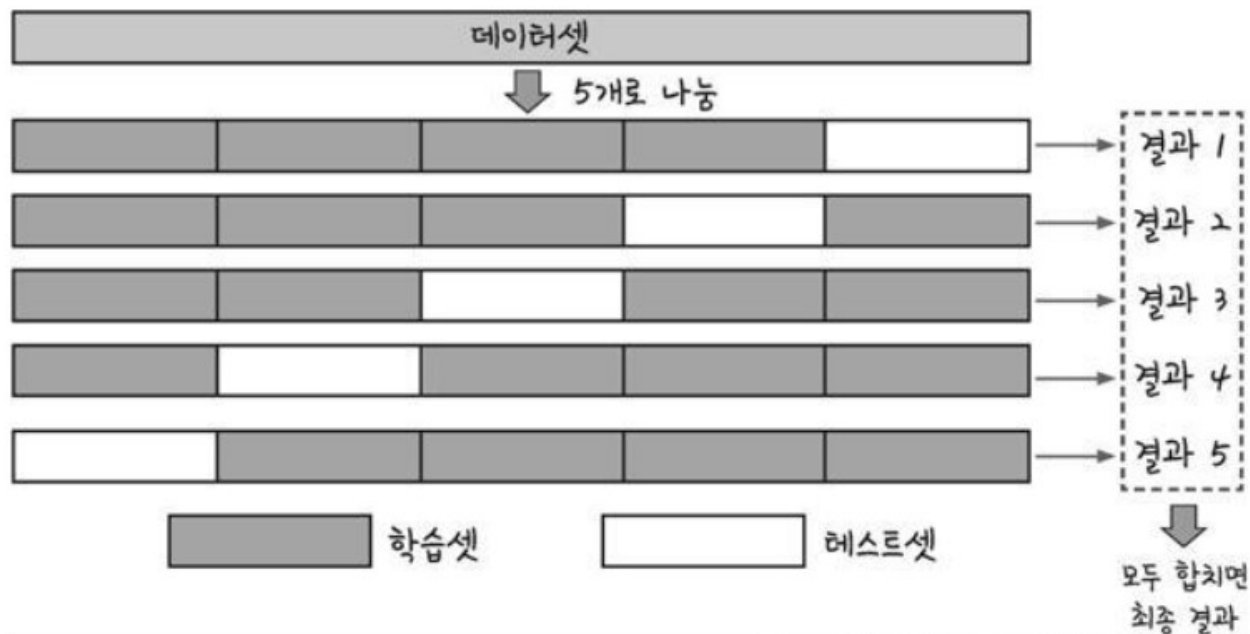 데이터셋
5개로 나눔
결과 1
결과 2
결과 3
결과 4
결과 5
학습셋
테스트셋
모두 합치면
최종 결과